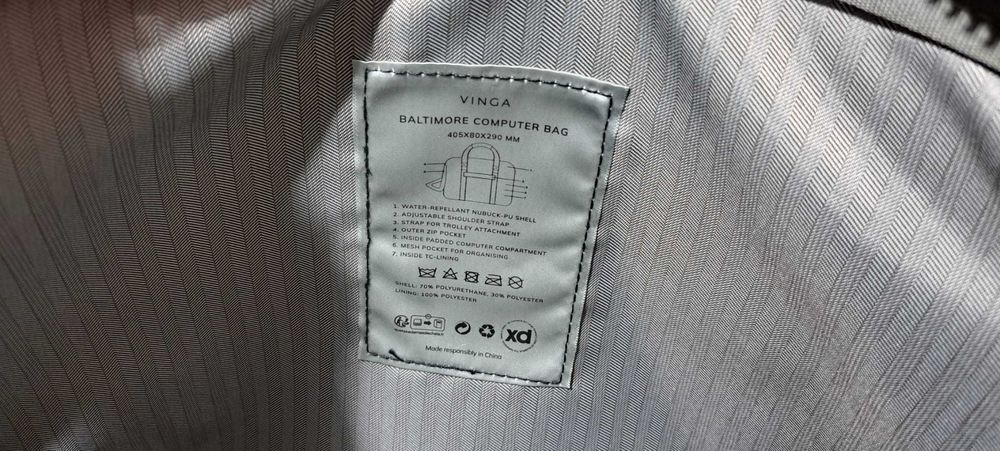 VINGA
BALTIMORE COMPUTER BAG
405X80X290 MM
1. WATER-REPELLANT NUBUCK-PU SHELL
2. ADJUSTABLE SHOULDER STRAP
3. STRAP FOR TROLLEY ATTACHMENT
4. OUTER ZIP POCKET
5. INSIDE PADDED COMPUTER COMPARTMENT
6. MESH POCKET FOR ORGANISING
7. INSIDE TC-LINING
SHELL: 70% POLYURETHANE, 30% POLYESTER
LINING: 100% POLYESTER
xd
Made responsibly in China